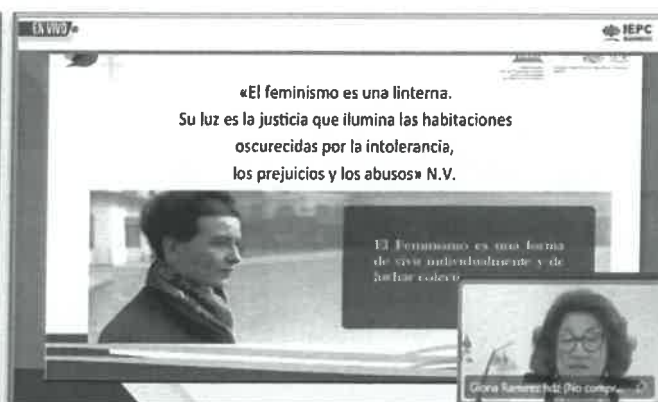 EN VIVO
IEPC
«El feminismo es una linterna.
Su luz es la justicia que ilumina las habitaciones
oscurecidas por la intolerancia,
los prejuicios y los abusos» N.V.
El Feminismo es una forma
de vivir individualmente y de
luchar
Gloria Ramirez hdz (No compr...